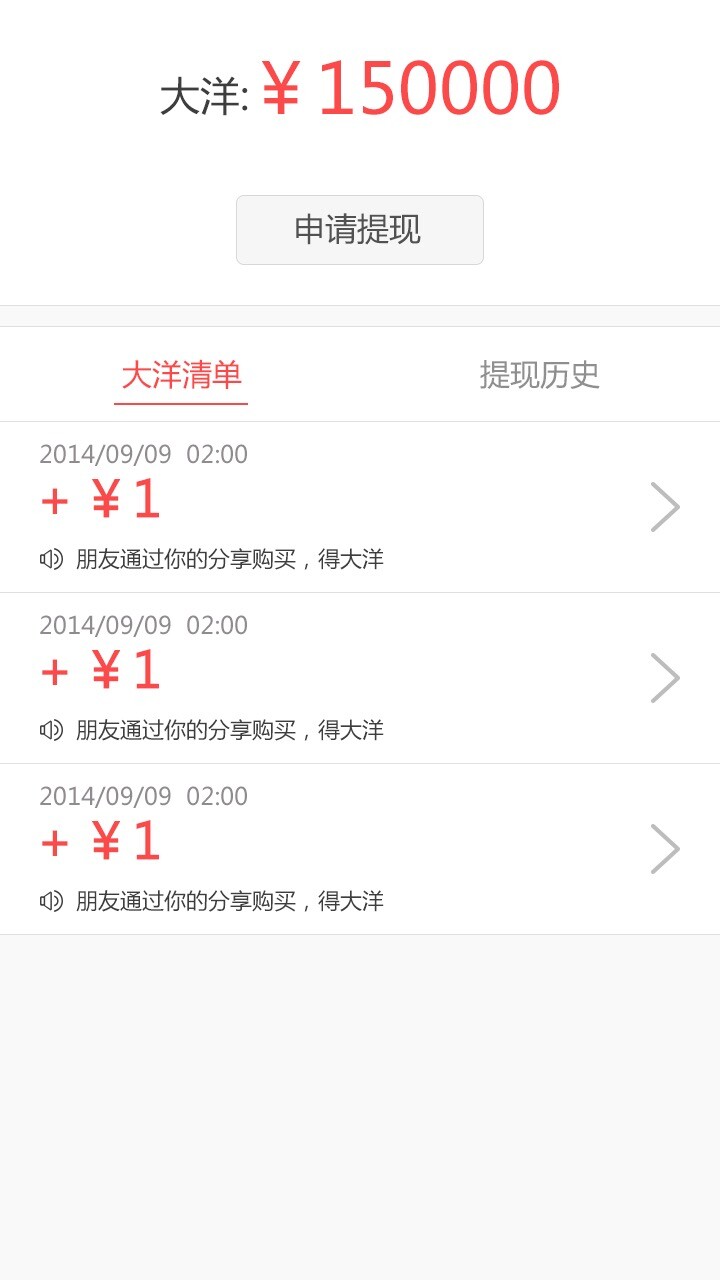 大洋: ¥ 150000
申请提现
大洋清单 提现历史
2014/09/09 02:00
+ ¥ 1
朋友通过你的分享购买，得大洋
2014/09/09 02:00
+ ¥ 1
朋友通过你的分享购买，得大洋
2014/09/09 02:00
+ ¥ 1
朋友通过你的分享购买，得大洋